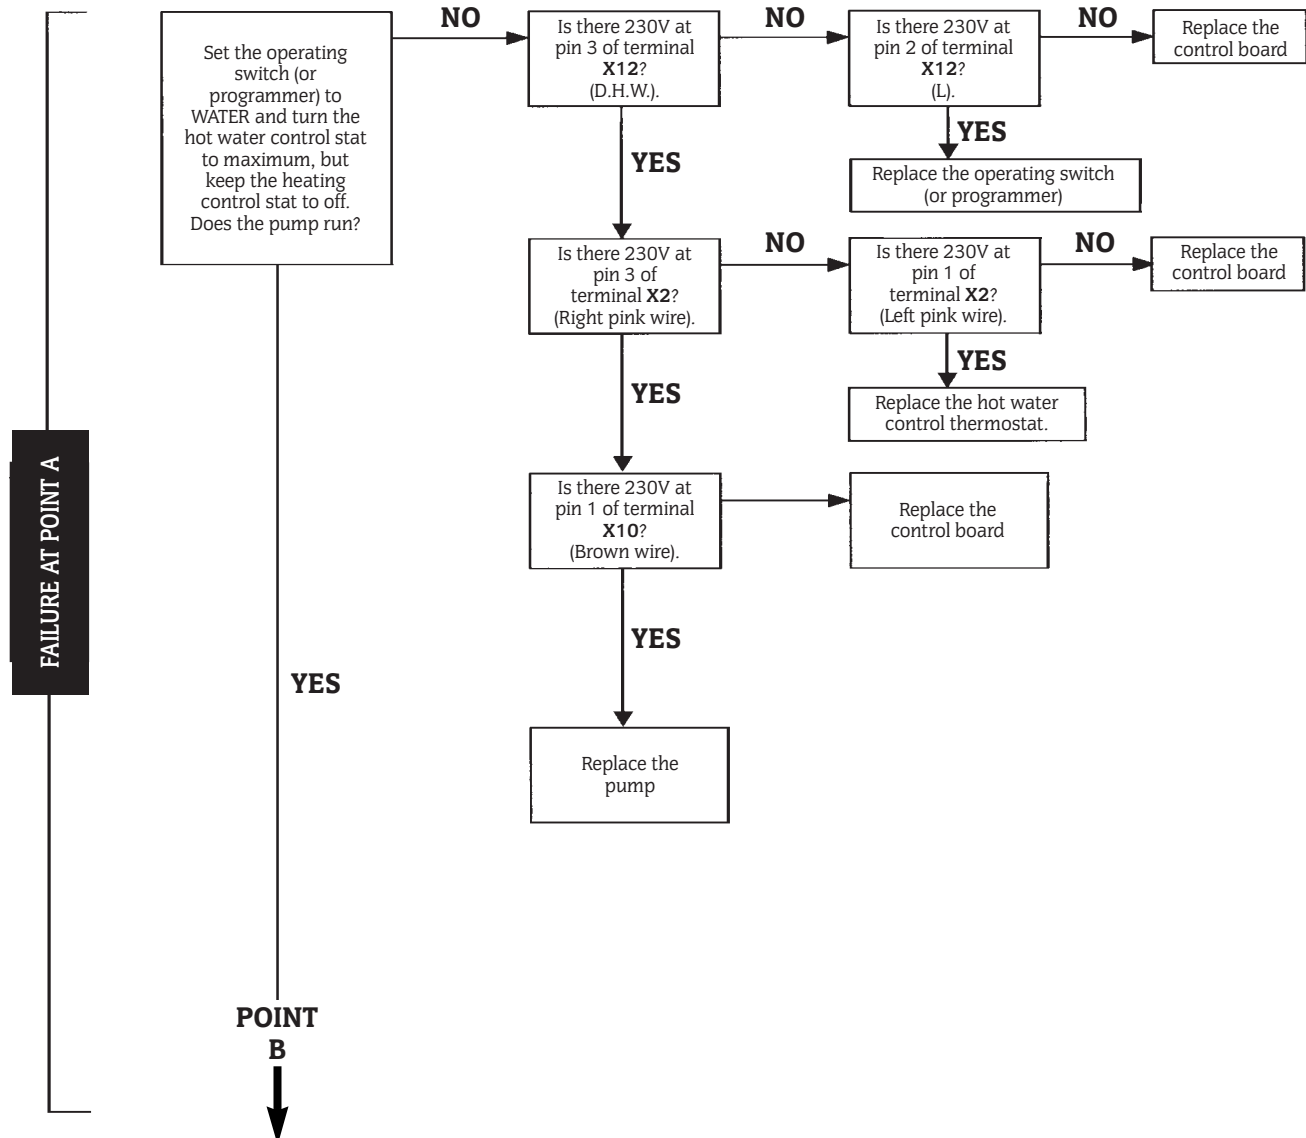 FAILURE AT POINT A
Set the operating
switch (or
programmer) to
WATER and turn the
hot water control stat
to maximum, but
keep the heating
control stat to off.
Does the pump run?
NO
Is there 230V at
pin 3 of terminal
X12?
(D.H.W.).
NO
Is there 230V at
pin 2 of terminal
X12?
(L).
NO
Replace the
control board
YES
Replace the operating switch
(or programmer)
YES
Is there 230V at
pin 3 of
terminal X2?
(Right pink wire).
NO
Is there 230V at
pin 1 of
terminal X2?
(Left pink wire).
NO
Replace the
control board
YES
Replace the hot water
control thermostat.
YES
Is there 230V at
pin 1 of terminal
X10?
(Brown wire).
Replace the
control board
YES
Replace the
pump
YES
POINT
B